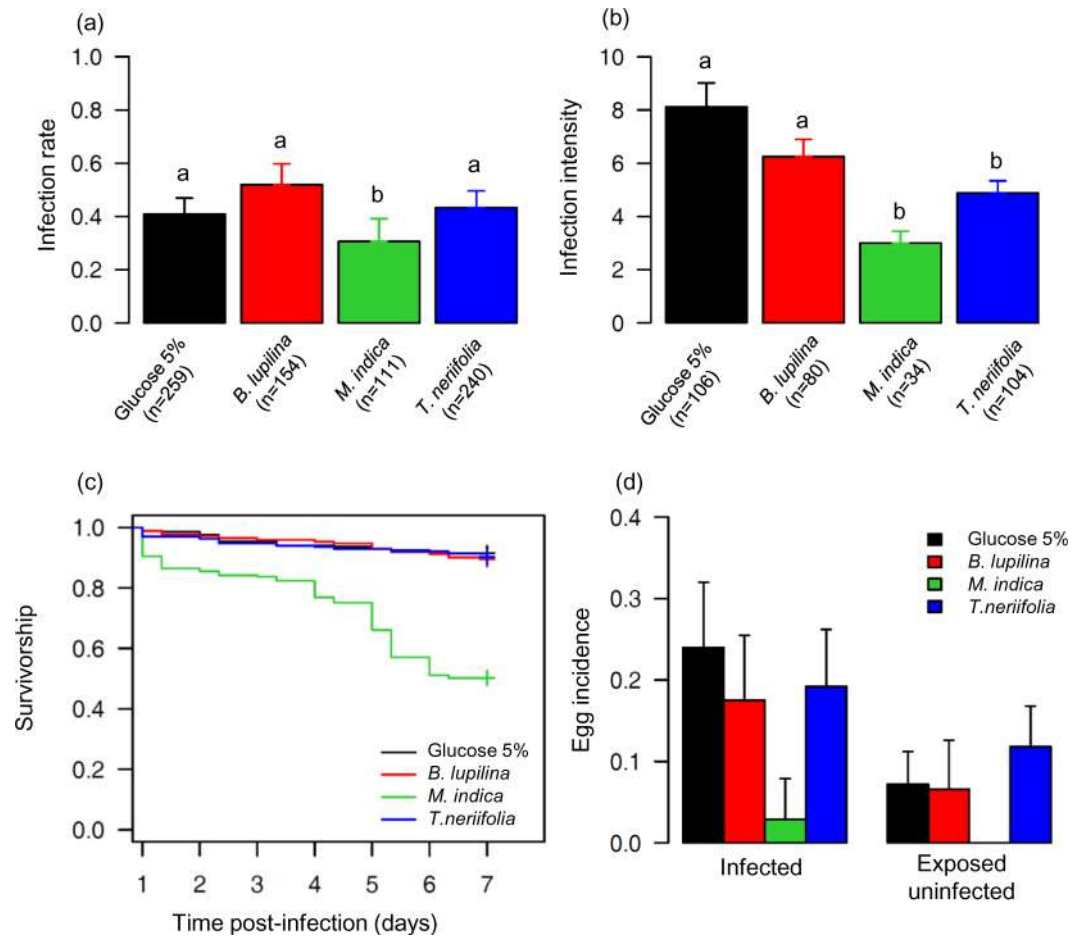 (a)
Infection rate
1.0
0.8
0.6
0.4
0.2
0.0
a
a
b
a
Glucose 5%
(n=259)
B. lupilina
(n=154)
M. indica
(n=111)
T. neriifolia
(n=240)
(b)
Infection intensity
10
8
6
4
2
0
a
a
b
b
Glucose 5%
(n=106)
B. lupilina
(n=80)
M. indica
(n=34)
T. neriifolia
(n=104)
(c)
Survivorship
1.0
0.8
0.6
0.4
0.2
0.0
Glucose 5%
B. lupilina
M. indica
T.neriifolia
1 2 3 4 5 6 7
Time post-infection (days)
(d)
Egg incidence
0.4
0.3
0.2
0.1
0.0
Glucose 5%
B. lupilina
M. indica
T.neriifolia
Infected
Exposed
uninfected